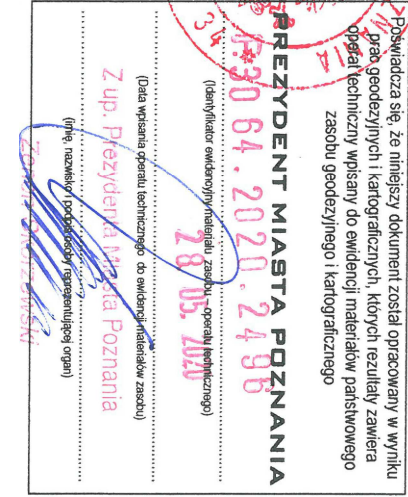 Poświadcza się, że niniejszy dokument został opracowany w wyniku
prac geodezyjnych i kartograficznych, których rezultaty zawiera
operat techniczny wpisany do ewidencji materiałów państwowego
zasobu geodezyjnego i kartograficznego
PREZYDENT MIASTA POZNANIA
P.3064.2020.2496
(Identyfikator ewidencyjny materiału zasobu - operatu technicznego)
28. 05. 2020
(Data wpisania operatu technicznego do ewidencji materiałów zasobu)
Z up. Prezydenta Miasta Poznania
(imię, nazwisko i podpis osoby reprezentującej organ)